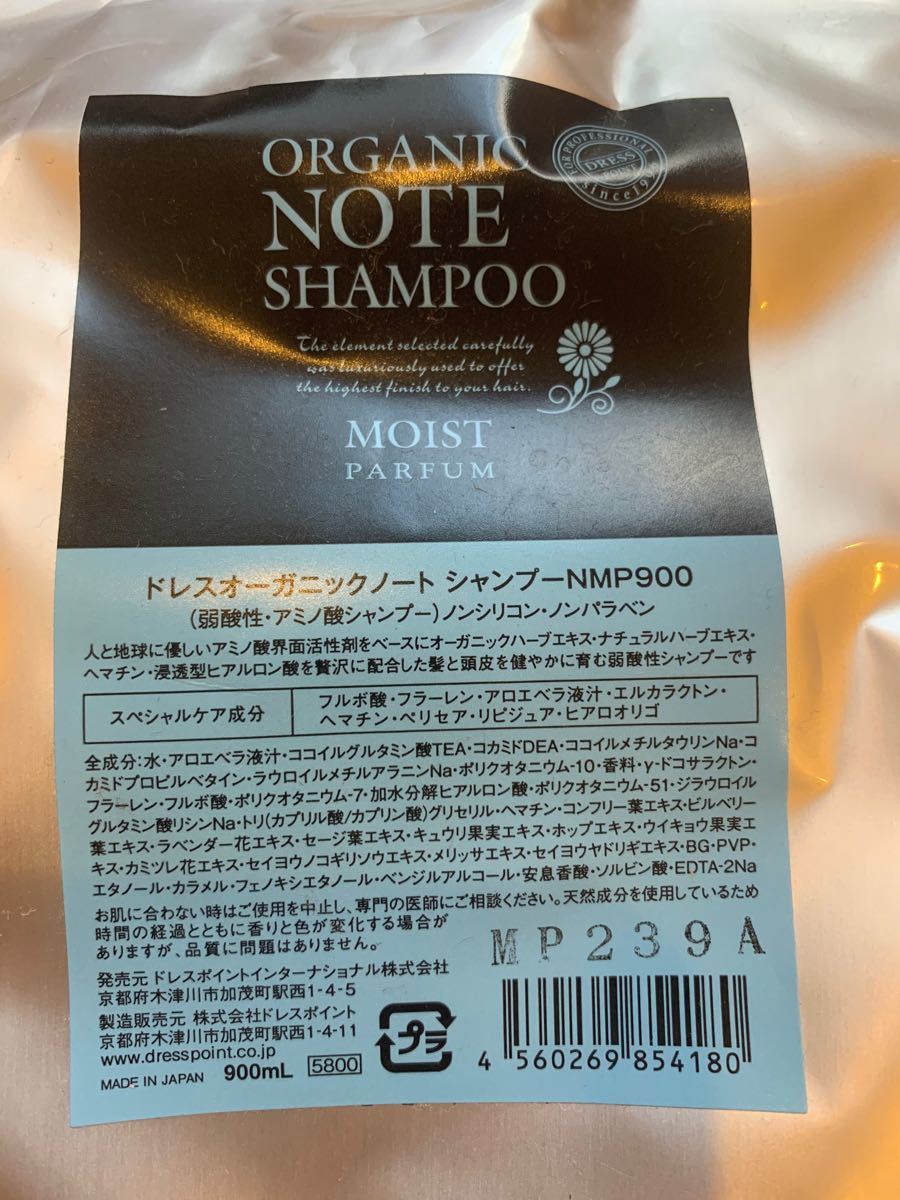 ORGANIC
NOTE
SHAMPOO
FOR PROFESSIONAL
DRESS
The element selected carefully
was luxuriously used to offer
the highest finish to your hair.
MOIST
PARFUM
ドレスオーガニックノート シャンプーNMP900
(弱酸性・アミノ酸シャンプー)ノンシリコン・ノンパラベン
人と地球に優しいアミノ酸界面活性剤をベースにオーガニックハーブエキス・ナチュラルハーブエキス・
ヘマチン・浸透型ヒアルロン酸を贅沢に配合した髪と頭皮を健やかに育む弱酸性シャンプーです
スペシャルケア成分
フルボ酸・フラーレン・アロエベラ液汁・エルカラクトン・
ヘマチン・ペリセア・リピジュア・ヒアロオリゴ
全成分:水・アロエベラ液汁・ココイルグルタミン酸TEA・コカミドDEA・ココイルメチルタウリンNa・コ
カミドプロピルベタイン・ラウロイルメチルアラニンNa・ポリクオタニウム-10・香料・γ-ドコサラクトン・
フラーレン・フルボ酸・ポリクオタニウム-7・加水分解ヒアルロン酸・ポリクオタニウム-51・ジラウロイル
グルタミン酸リシンNa・トリ(カプリル酸/カプリン酸)グリセリル・ヘマチン・コンフリー葉エキス・ビルベリー
葉エキス・ラベンダー花エキス・セージ葉エキス・キュウリ果実エキス・ホップエキス・ウイキョウ果実エ
キス・カミツレ花エキス・セイヨウノコギリソウエキス・メリッサエキス・セイヨウヤドリギエキス・BG・PVP・
エタノール・カラメル・フェノキシエタノール・ベンジルアルコール・安息香酸・ソルビン酸・EDTA-2Na
お肌に合わない時はご使用を中止し、専門の医師にご相談ください。天然成分を使用しているため
時間の経過とともに香りと色が変化する場合が
ありますが、品質に問題はありません。
MP239A
発売元 ドレスポイントインターナショナル株式会社
京都府木津川市加茂町駅西1-4-5
製造販売元 株式会社ドレスポイント
京都府木津川市加茂町駅西1-4-11
www.dresspoint.co.jp
MADE IN JAPAN 900mL 5800
プラ
4 560269 854180